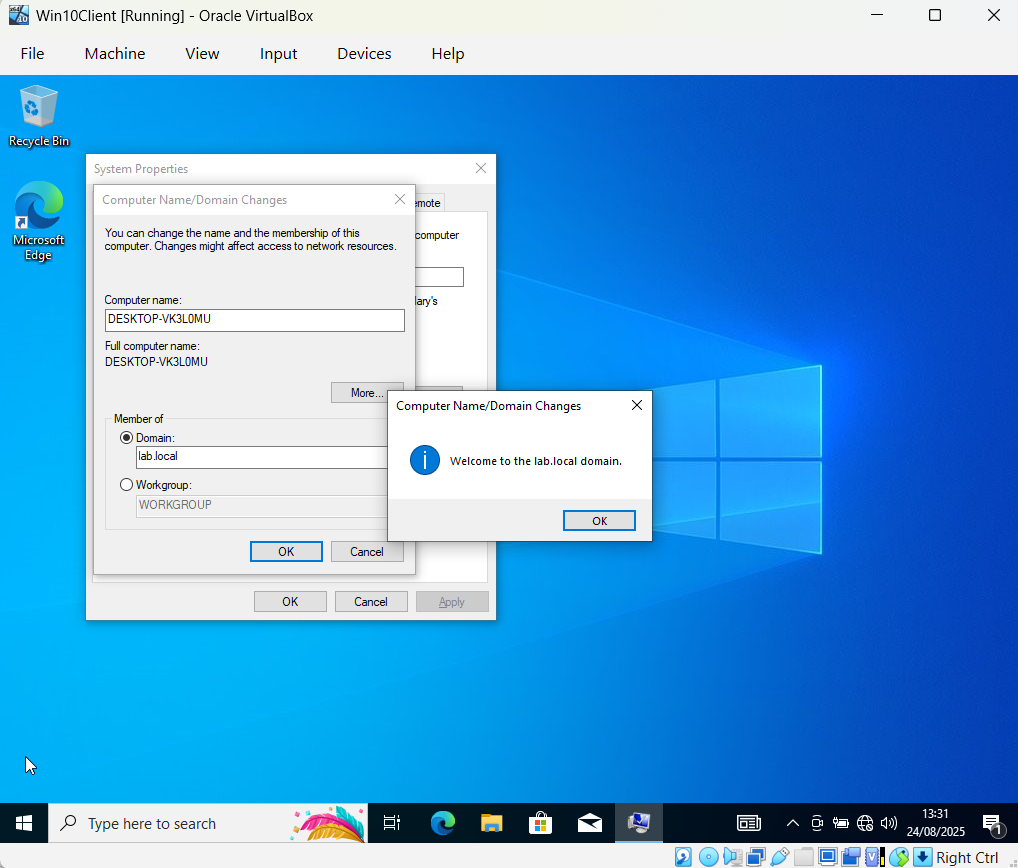 Win10Client [Running] - Oracle VirtualBox
File Machine View Input Devices Help
Recycle Bin
Microsoft
Edge
System Properties
Computer Name/Domain Changes
emote
You can change the name and the membership of this
computer. Changes might affect access to network resources.
computer
lary's
Computer name:
DESKTOP-VK3L0MU
Full computer name:
DESKTOP-VK3L0MU
More...
Member of
Domain:
lab.local
Workgroup:
WORKGROUP
OK Cancel
OK Cancel Apply
Computer Name/Domain Changes
Welcome to the lab.local domain.
OK
Type here to search
13:31
24/08/2025
1
Right Ctrl